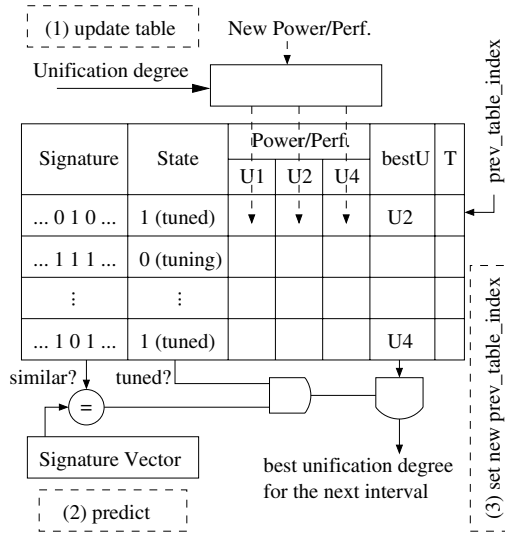 (1) update table
New Power/Perf.
Unification degree
prev_table_index
Signature
State
Power/Perf.
bestU
T
U1
U2
U4
... 0 1 0 ...
1 (tuned)
U2
... 1 1 1 ...
0 (tuning)
⋮
⋮
... 1 0 1 ...
1 (tuned)
U4
similar?
tuned?
=
Signature Vector
best unification degree
for the next interval
(2) predict
(3) set new prev_table_index